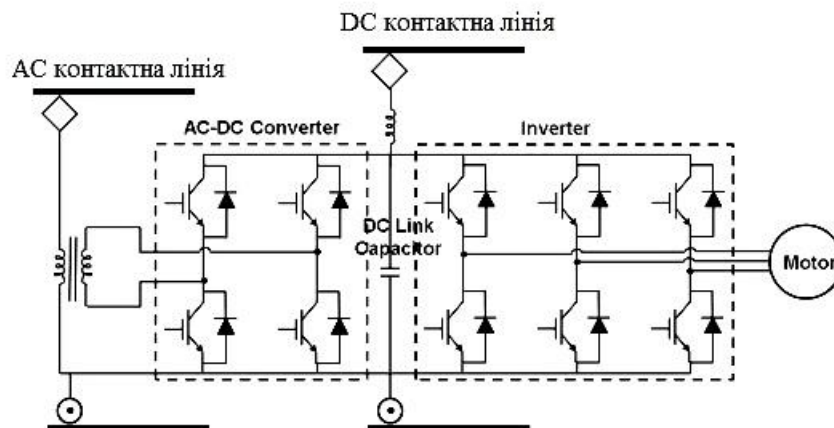 DC контактна лінія
AC контактна лінія
AC-DC Converter
Inverter
DC Link
Capacitor
Motor